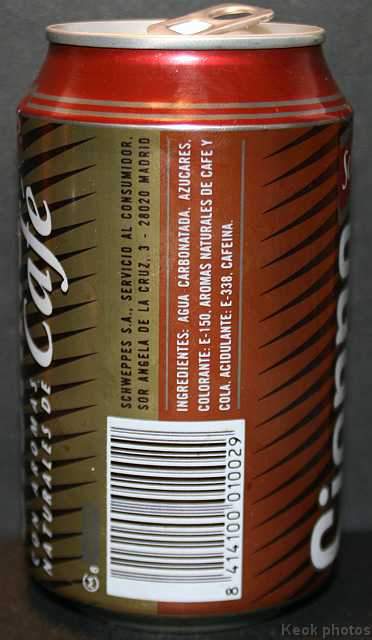 CON AROMAS
NATURALES DE
Café
SCHWEPPES S.A., SERVICIO AL CONSUMIDOR,
SOR ANGELA DE LA CRUZ, 3 - 28020 MADRID
INGREDIENTES: AGUA CARBONATADA, AZUCARES,
COLORANTE: E-150, AROMAS NATURALES DE CAFE Y
COLA, ACIDULANTE: E-338, CAFEINA.
8 414100 010029
Keok photos